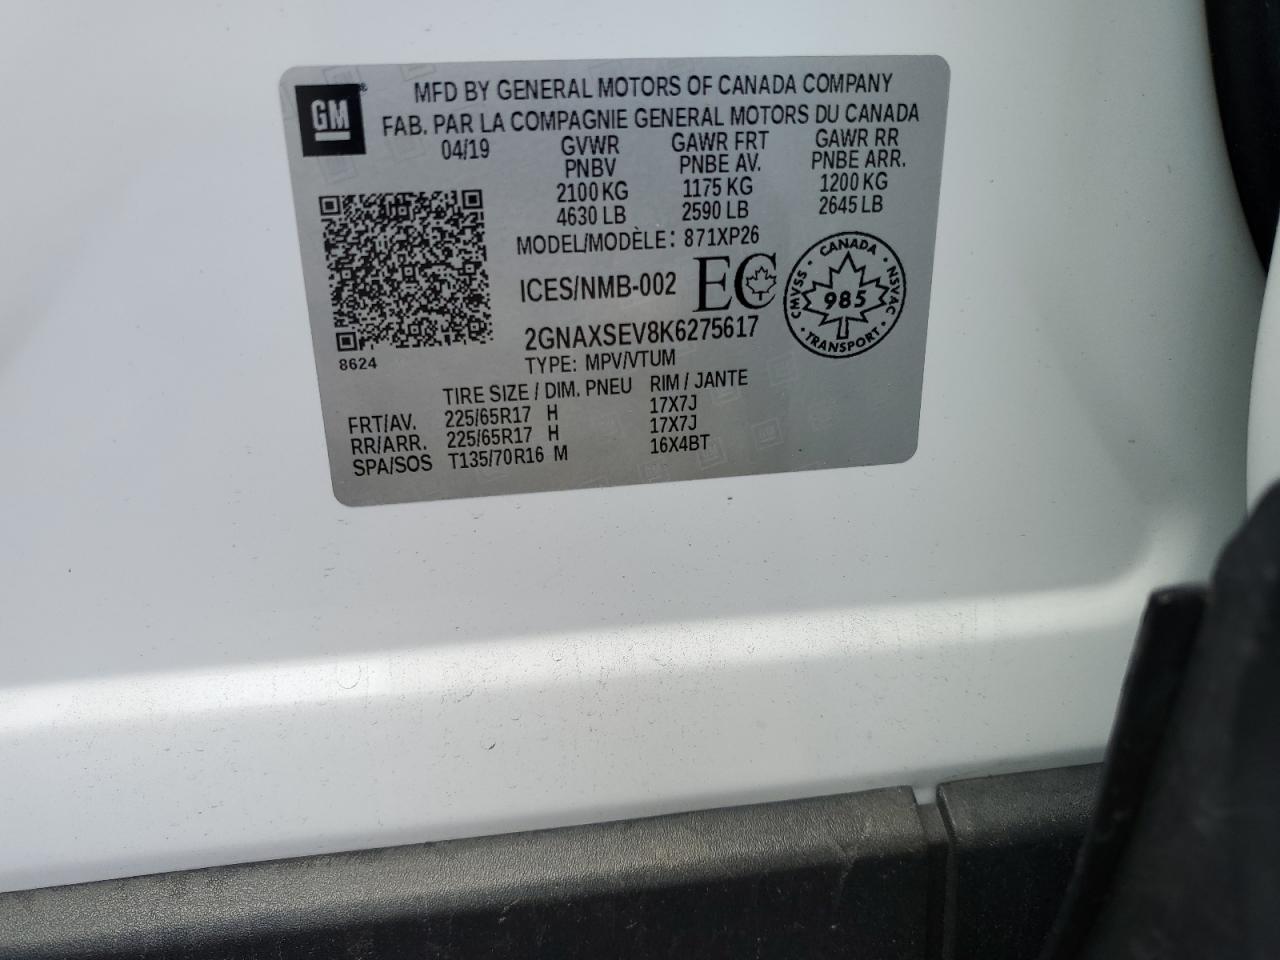 GM
MFD BY GENERAL MOTORS OF CANADA COMPANY
FAB. PAR LA COMPAGNIE GENERAL MOTORS DU CANADA
04/19 GVWR GAWR FRT GAWR RR
PNBV PNBE AV. PNBE ARR.
2100 KG 1175 KG 1200 KG
4630 LB 2590 LB 2645 LB
MODEL/MODÈLE: 871XP26
ICES/NMB-002 EC
CANADA
CMVSS 985 NSVAC
TRANSPORT
2GNAXSEV8K6275617
8624
TYPE: MPV/VTUM
TIRE SIZE / DIM. PNEU RIM / JANTE
FRT/AV. 225/65R17 H 17X7J
RR/ARR. 225/65R17 H 17X7J
SPA/SOS T135/70R16 M 16X4BT